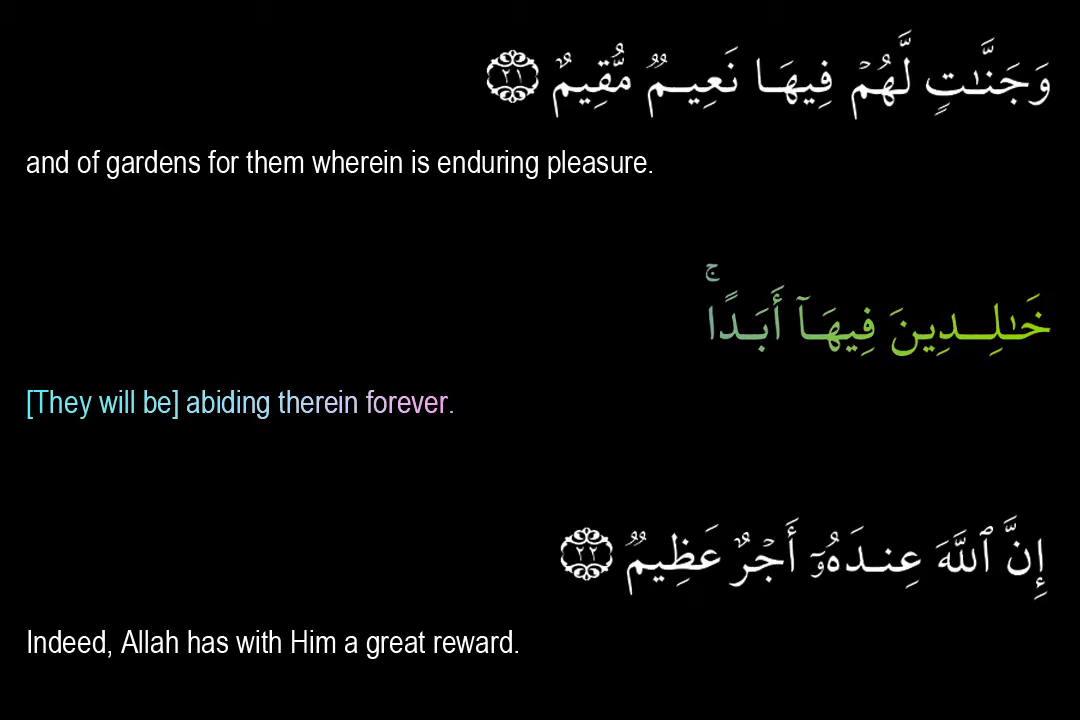 وَجَنَّـٰتٍ لَّهُمْ فِيهَا نَعِيمٌ مُّقِيمٌ ٢١
and of gardens for them wherein is enduring pleasure.
خَـٰلِدِينَ فِيهَآ أَبَدًا ۚ
[They will be] abiding therein forever.
إِنَّ ٱللَّهَ عِندَهُۥٓ أَجْرٌ عَظِيمٌ ٢٢
Indeed, Allah has with Him a great reward.